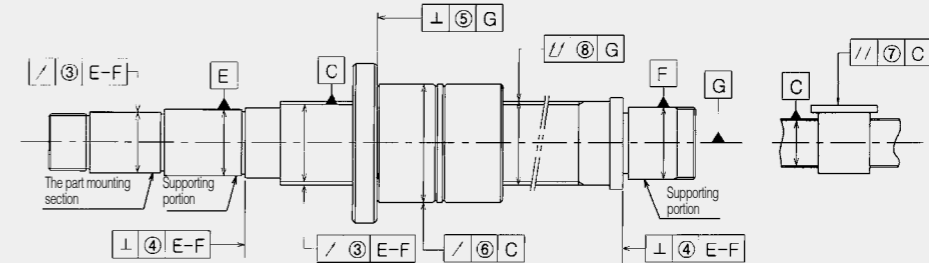 ⊥ ⑤ G
⌰ ⑧ G
// ⑦ C
↗ ③ E-F
E
C
F
G
C
The part mounting
section
Supporting
portion
Supporting
portion
⊥ ④ E-F
↗ ③ E-F
↗ ⑥ C
⊥ ④ E-F